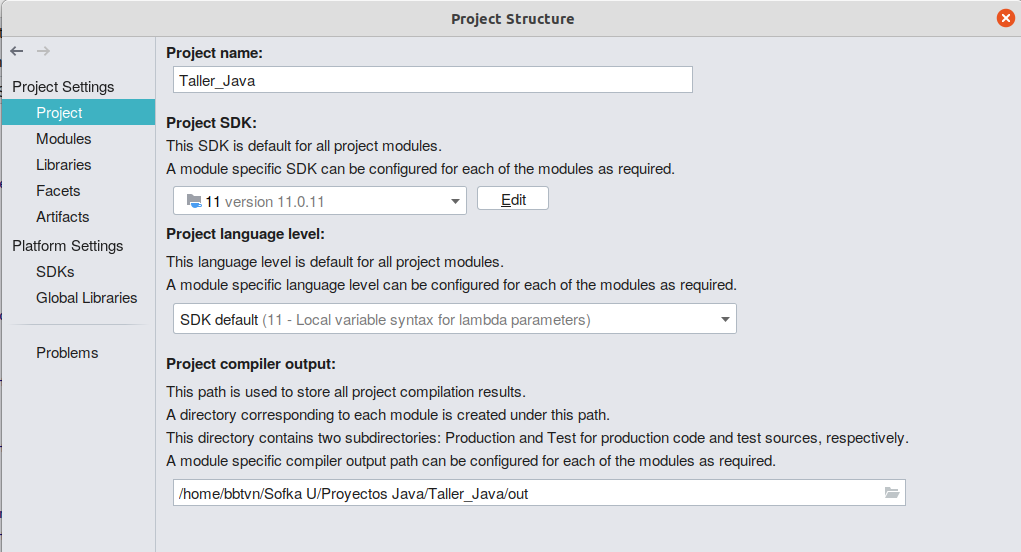 Project Structure
Project Settings
Project
Modules
Libraries
Facets
Artifacts
Platform Settings
SDKs
Global Libraries
Problems
Project name:
Taller_Java
Project SDK:
This SDK is default for all project modules.
A module specific SDK can be configured for each of the modules as required.
11 version 11.0.11
Edit
Project language level:
This language level is default for all project modules.
A module specific language level can be configured for each of the modules as required.
SDK default (11 - Local variable syntax for lambda parameters)
Project compiler output:
This path is used to store all project compilation results.
A directory corresponding to each module is created under this path.
This directory contains two subdirectories: Production and Test for production code and test sources, respectively.
A module specific compiler output path can be configured for each of the modules as required.
/home/bbtvn/Sofka U/Proyectos Java/Taller_Java/out